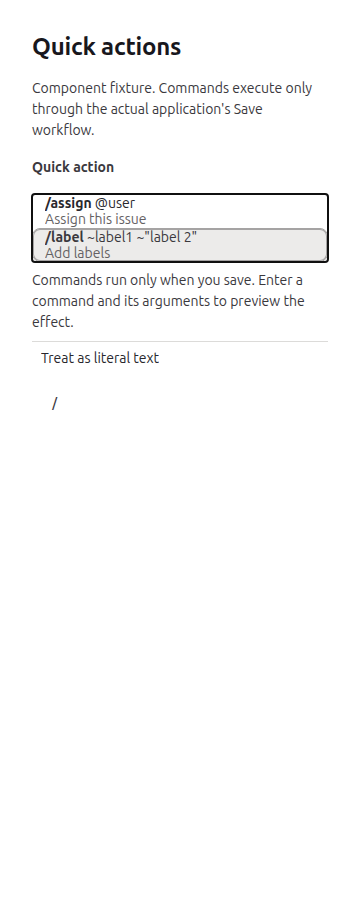 Quick actions
Component fixture. Commands execute only
through the actual application's Save
workflow.
Quick action
/assign @user
Assign this issue
/label ~label1 ~"label 2"
Add labels
Commands run only when you save. Enter a
command and its arguments to preview the
effect.
Treat as literal text
/